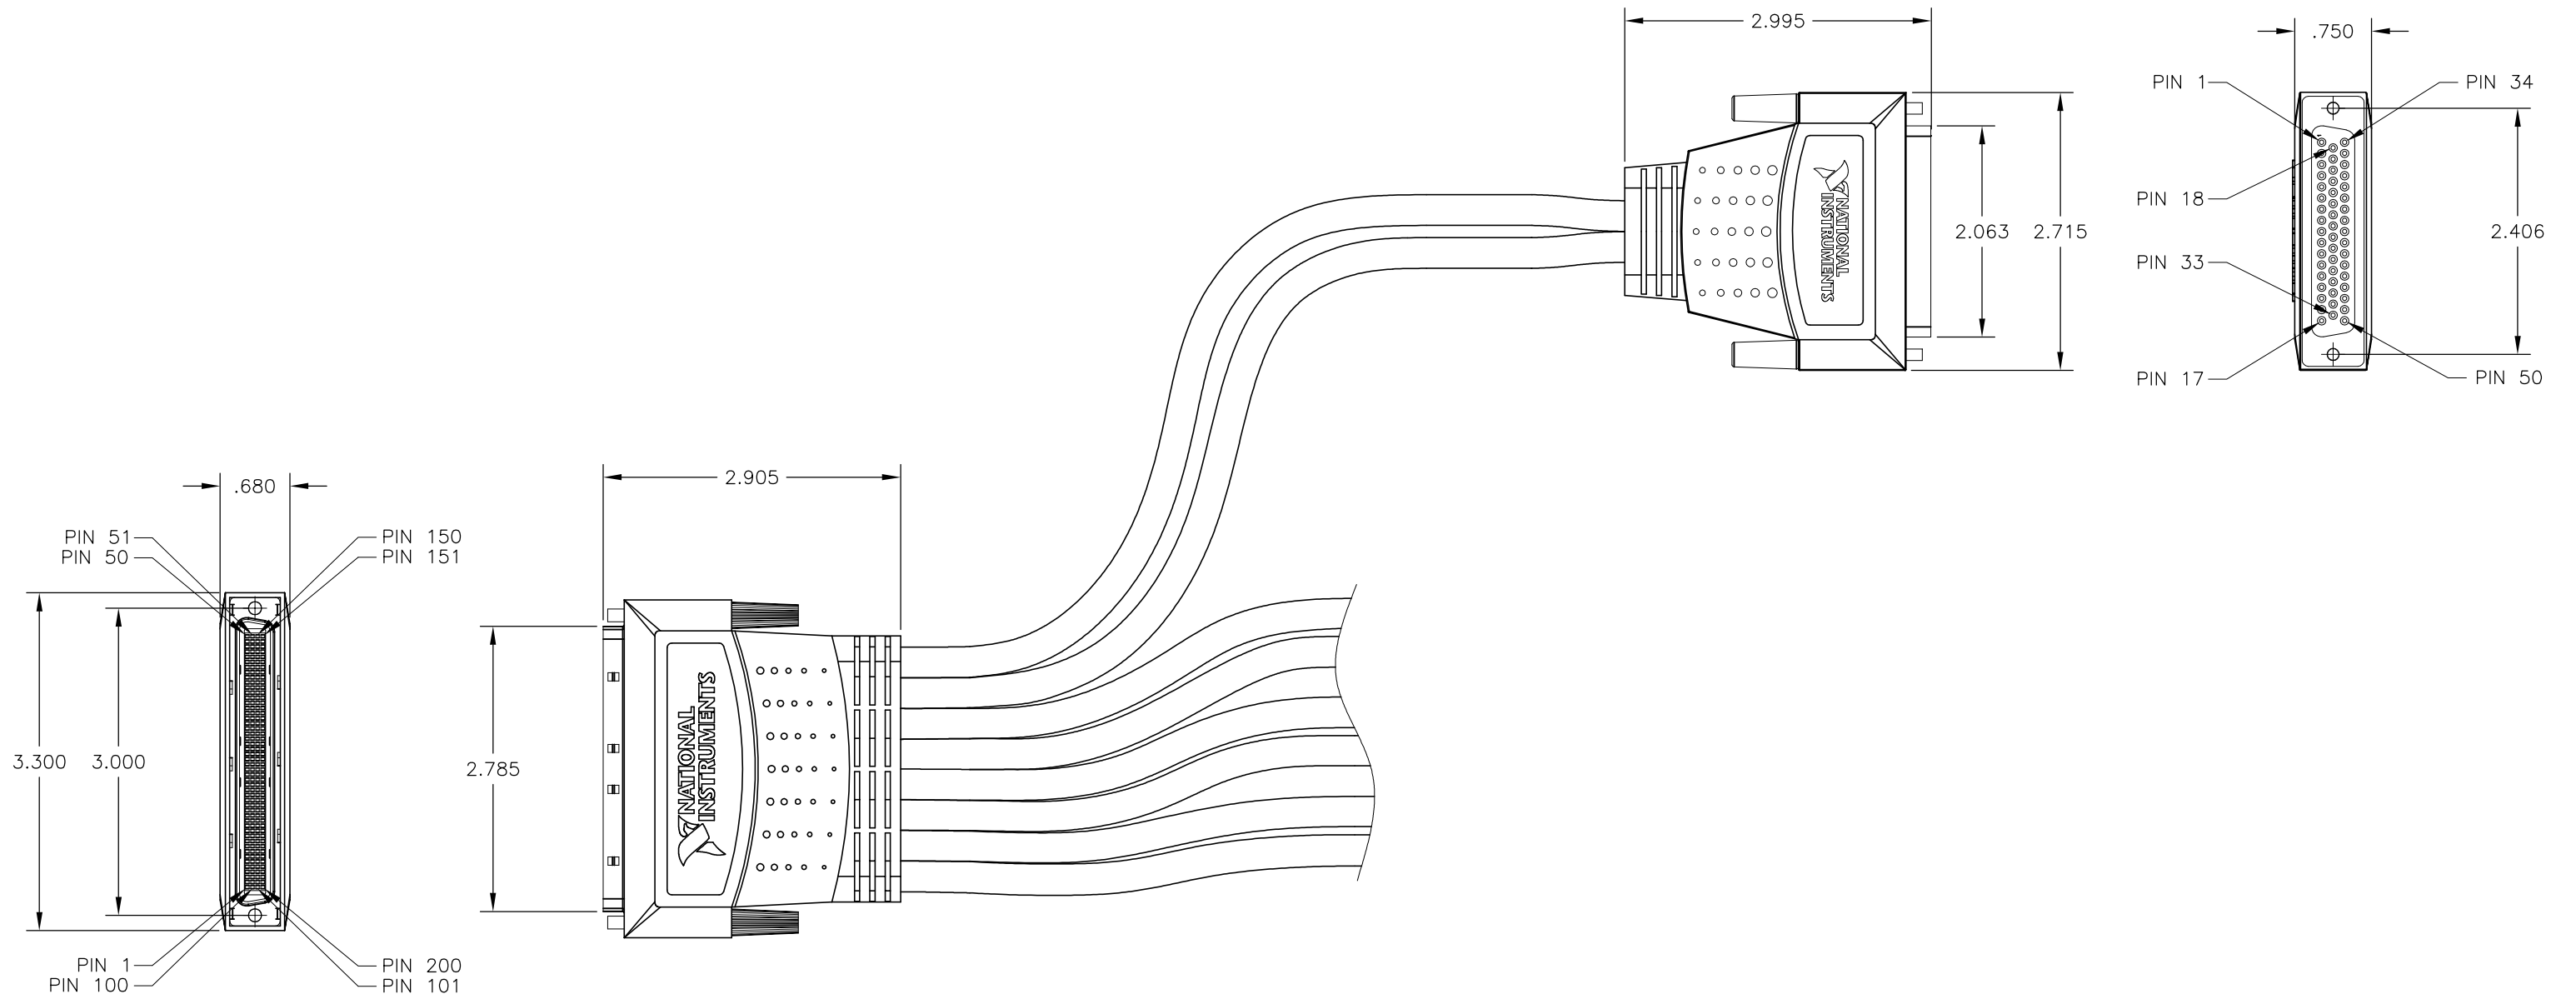 2.995
.750
PIN 1
PIN 34
PIN 18
NATIONAL
INSTRUMENTS
2.063
2.715
2.406
PIN 33
PIN 17
PIN 50
2.905
.680
PIN 51
PIN 50
PIN 150
PIN 151
3.300
3.000
2.785
NATIONAL
INSTRUMENTS
PIN 1
PIN 100
PIN 200
PIN 101